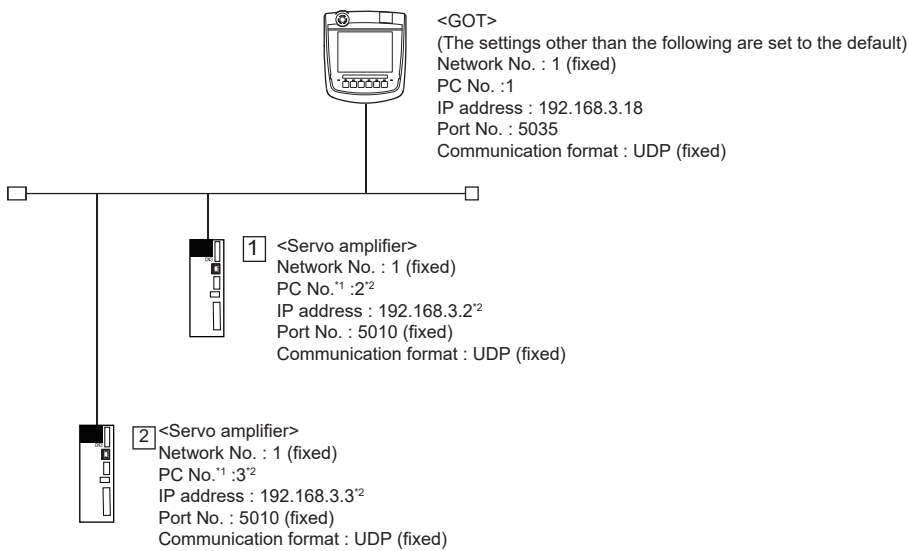 <GOT>
(The settings other than the following are set to the default)
Network No. : 1 (fixed)
PC No. :1
IP address : 192.168.3.18
Port No. : 5035
Communication format : UDP (fixed)
1
<Servo amplifier>
Network No. : 1 (fixed)
PC No.*1 :2*2
IP address : 192.168.3.2*2
Port No. : 5010 (fixed)
Communication format : UDP (fixed)
2
<Servo amplifier>
Network No. : 1 (fixed)
PC No.*1 :3*2
IP address : 192.168.3.3*2
Port No. : 5010 (fixed)
Communication format : UDP (fixed)